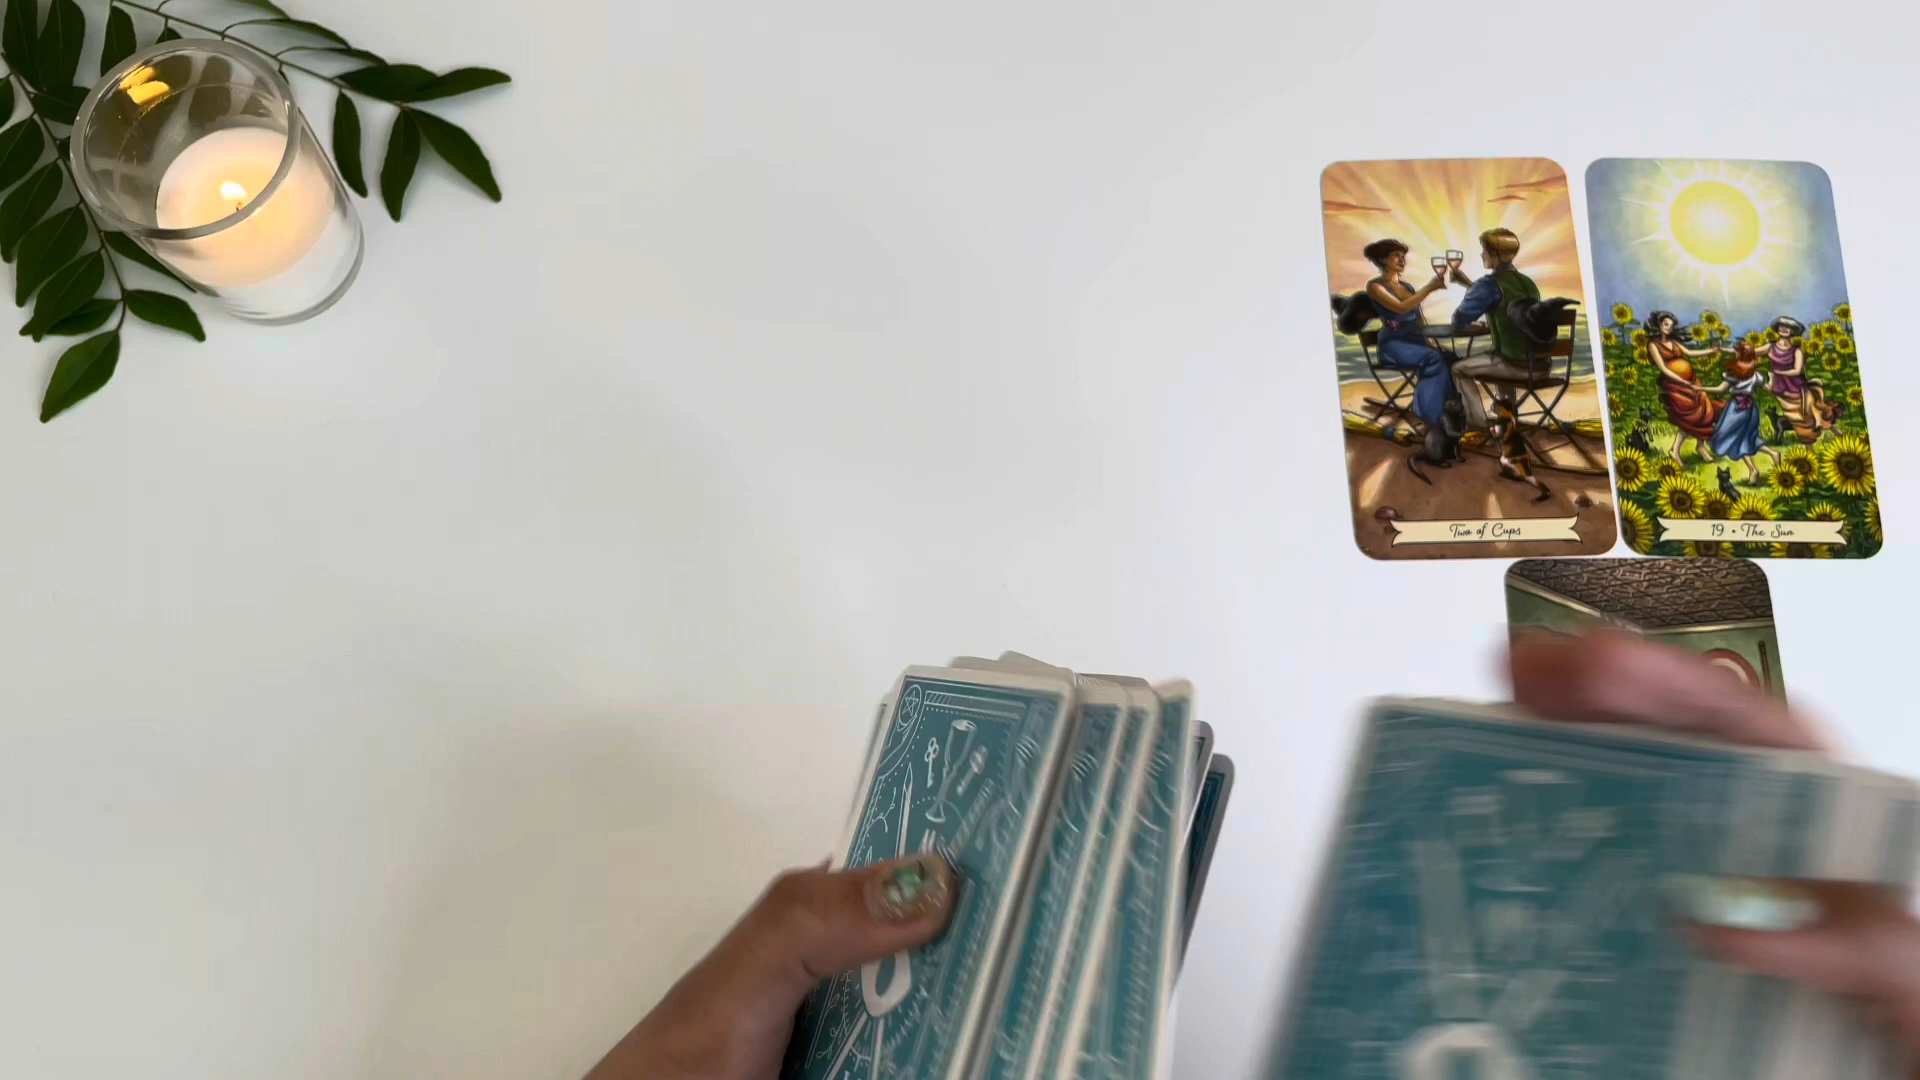 Two of Cups
19 • The Sun